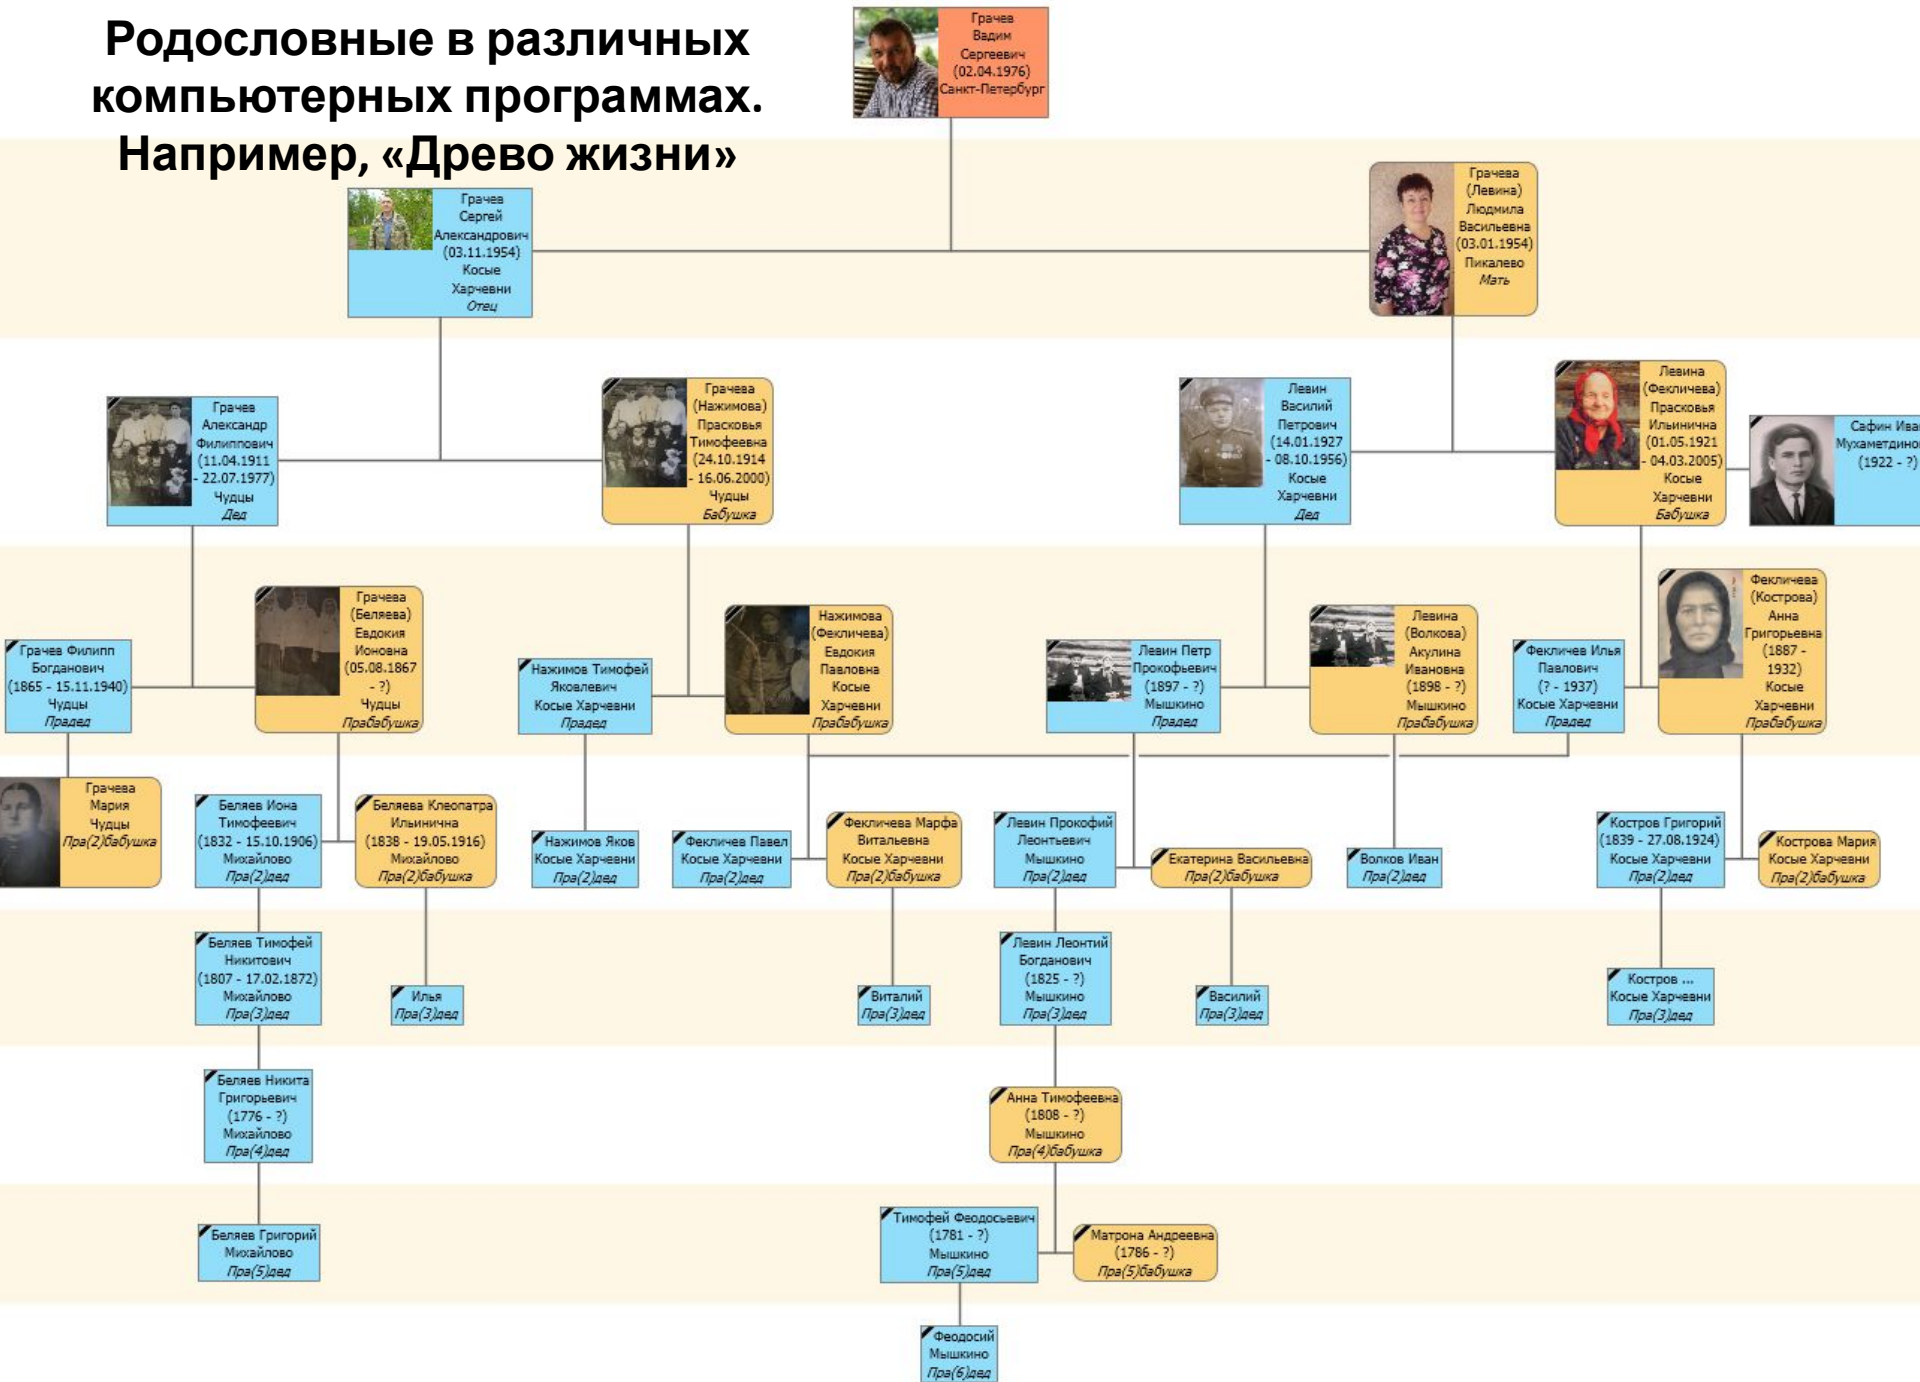 Родословные в различных
компьютерных программах.
Например, «Древо жизни»
Грачев
Вадим
Сергеевич
(02.04.1976)
Санкт-Петербург
Грачев
Сергей
Александрович
(03.11.1954)
Косые
Харчевни
Отец
Грачева
(Левина)
Людмила
Васильевна
(03.01.1954)
Пикалево
Мать
Грачев
Александр
Филиппович
(11.04.1911
- 22.07.1977)
Чудцы
Дед
Грачева
(Нажимова)
Прасковья
Тимофеевна
(24.10.1914
- 16.06.2000)
Чудцы
Бабушка
Левин
Василий
Петрович
(14.01.1927
- 08.10.1956)
Косые
Харчевни
Дед
Левина
(Фекличева)
Прасковья
Ильинична
(01.05.1921
- 04.03.2005)
Косые
Харчевни
Бабушка
Сафин Иван
Мухаметдинов
(1922 - ?)
Грачев Филипп
Богданович
(1865 - 15.11.1940)
Чудцы
Прадед
Грачева
(Беляева)
Евдокия
Ионовна
(05.08.1867
- ?)
Чудцы
Прабабушка
Нажимов Тимофей
Яковлевич
Косые Харчевни
Прадед
Нажимова
(Фекличева)
Евдокия
Павловна
Косые
Харчевни
Прабабушка
Левин Петр
Прокофьевич
(1897 - ?)
Мышкино
Прадед
Левина
(Волкова)
Акулина
Ивановна
(1898 - ?)
Мышкино
Прабабушка
Фекличев Илья
Павлович
(? - 1937)
Косые Харчевни
Прадед
Фекличева
(Кострова)
Анна
Григорьевна
(1887 -
1932)
Косые
Харчевни
Прабабушка
Грачева
Мария
Чудцы
Пра(2)бабушка
Беляев Иона
Тимофеевич
(1832 - 15.10.1906)
Михайлово
Пра(2)дед
Беляева Клеопатра
Ильинична
(1838 - 19.05.1916)
Михайлово
Пра(2)бабушка
Нажимов Яков
Косые Харчевни
Пра(2)дед
Фекличев Павел
Косые Харчевни
Пра(2)дед
Фекличева Марфа
Витальевна
Косые Харчевни
Пра(2)бабушка
Левин Прокофий
Леонтьевич
Мышкино
Пра(2)дед
Екатерина Васильевна
Пра(2)бабушка
Волков Иван
Пра(2)дед
Костров Григорий
(1839 - 27.08.1924)
Косые Харчевни
Пра(2)дед
Кострова Мария
Косые Харчевни
Пра(2)бабушка
Беляев Тимофей
Никитович
(1807 - 17.02.1872)
Михайлово
Пра(3)дед
Илья
Пра(3)дед
Виталий
Пра(3)дед
Левин Леонтий
Богданович
(1825 - ?)
Мышкино
Пра(3)дед
Василий
Пра(3)дед
Костров ...
Косые Харчевни
Пра(3)дед
Беляев Никита
Григорьевич
(1776 - ?)
Михайлово
Пра(4)дед
Анна Тимофеевна
(1808 - ?)
Мышкино
Пра(4)бабушка
Беляев Григорий
Михайлово
Пра(5)дед
Тимофей Феодосьевич
(1781 - ?)
Мышкино
Пра(5)дед
Матрона Андреевна
(1786 - ?)
Пра(5)бабушка
Феодосий
Мышкино
Пра(6)дед